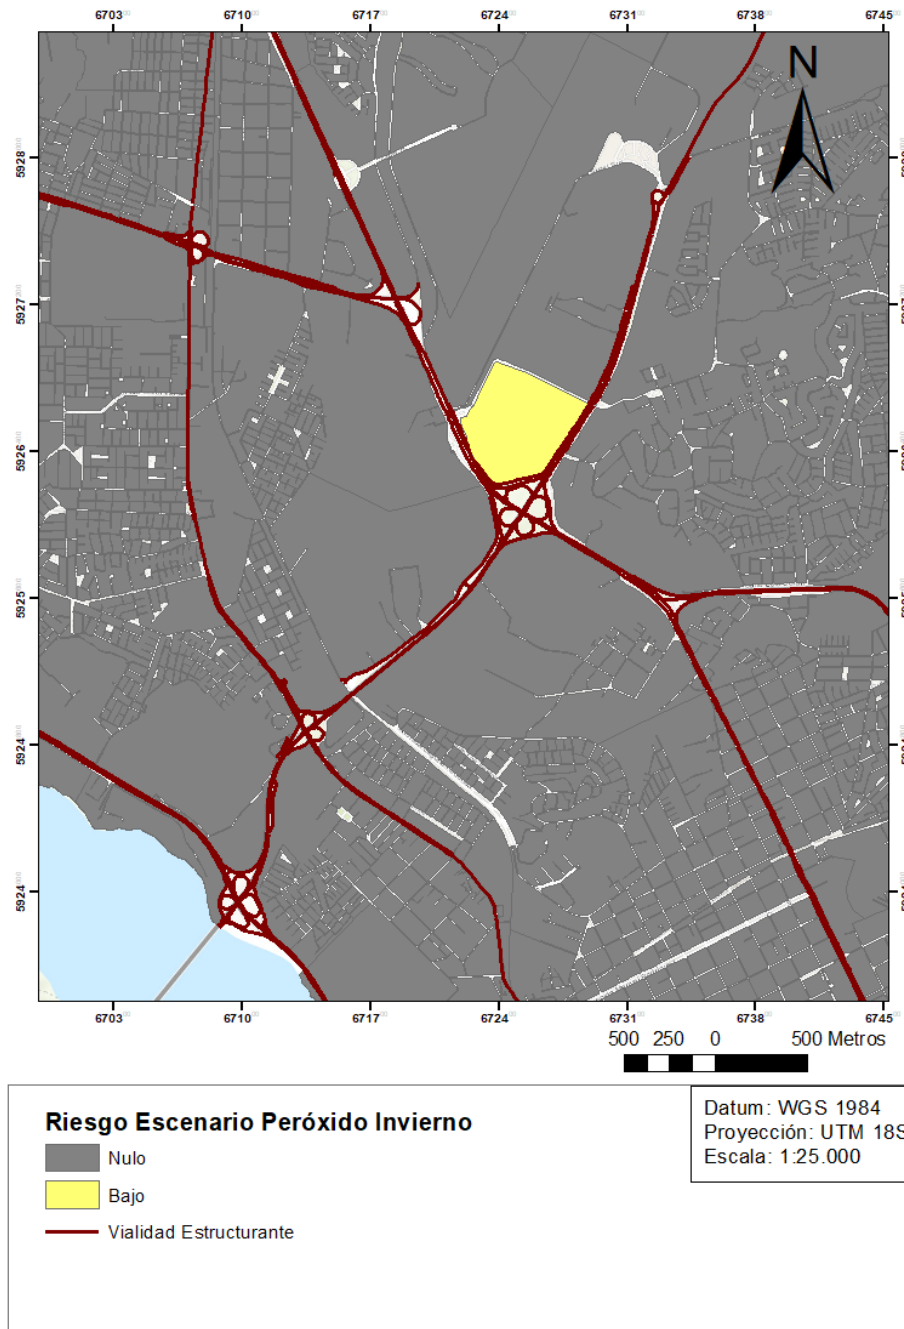 6703 6710 6717 6724 6731 6738 6745
N
5928
5927
5926
5925
5924
5924
6703 6710 6717 6724 6731 6738 6745
500 250 0 500 Metros
Riesgo Escenario Peróxido Invierno
Nulo
Bajo
Vialidad Estructurante
Datum: WGS 1984
Proyección: UTM 18S
Escala: 1:25.000